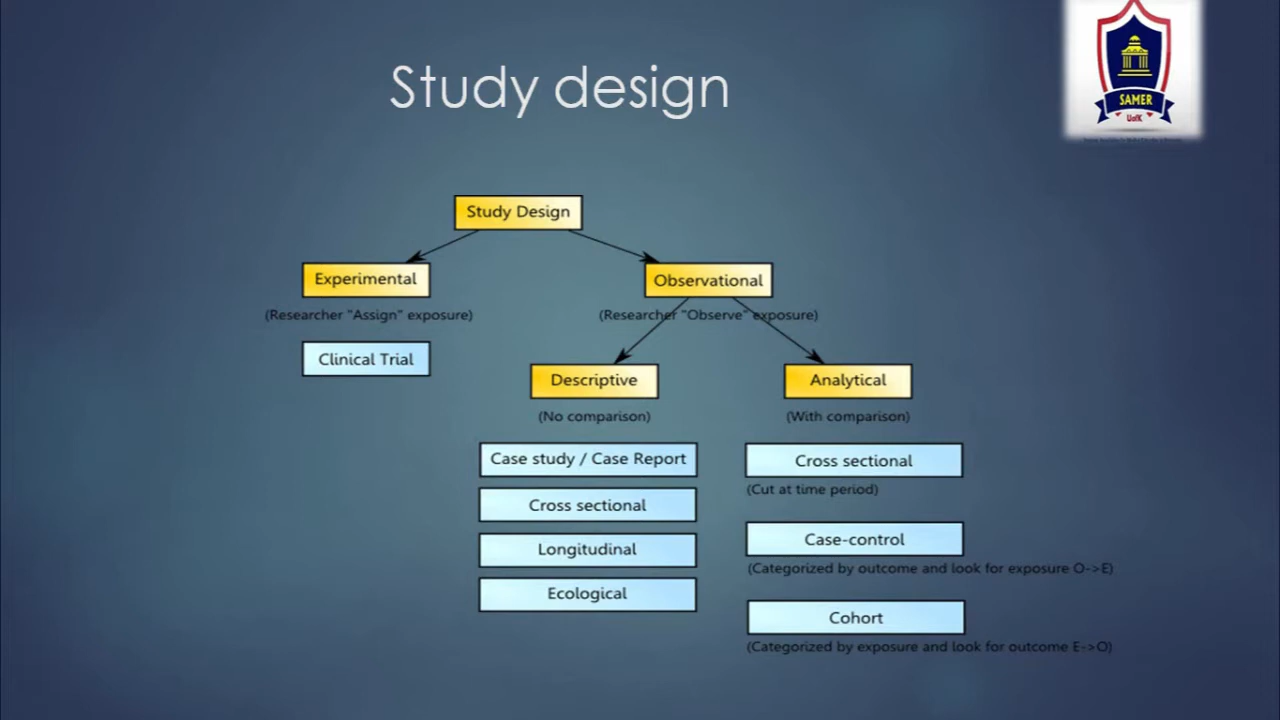 Study design
SAMER
UofK
Study Design
Experimental
Observational
(Researcher "Assign" exposure)
(Researcher "Observe" exposure)
Clinical Trial
Descriptive
Analytical
(No comparison)
(With comparison)
Case study / Case Report
Cross sectional
Longitudinal
Ecological
Cross sectional
(Cut at time period)
Case-control
(Categorized by outcome and look for exposure O->E)
Cohort
(Categorized by exposure and look for outcome E->O)